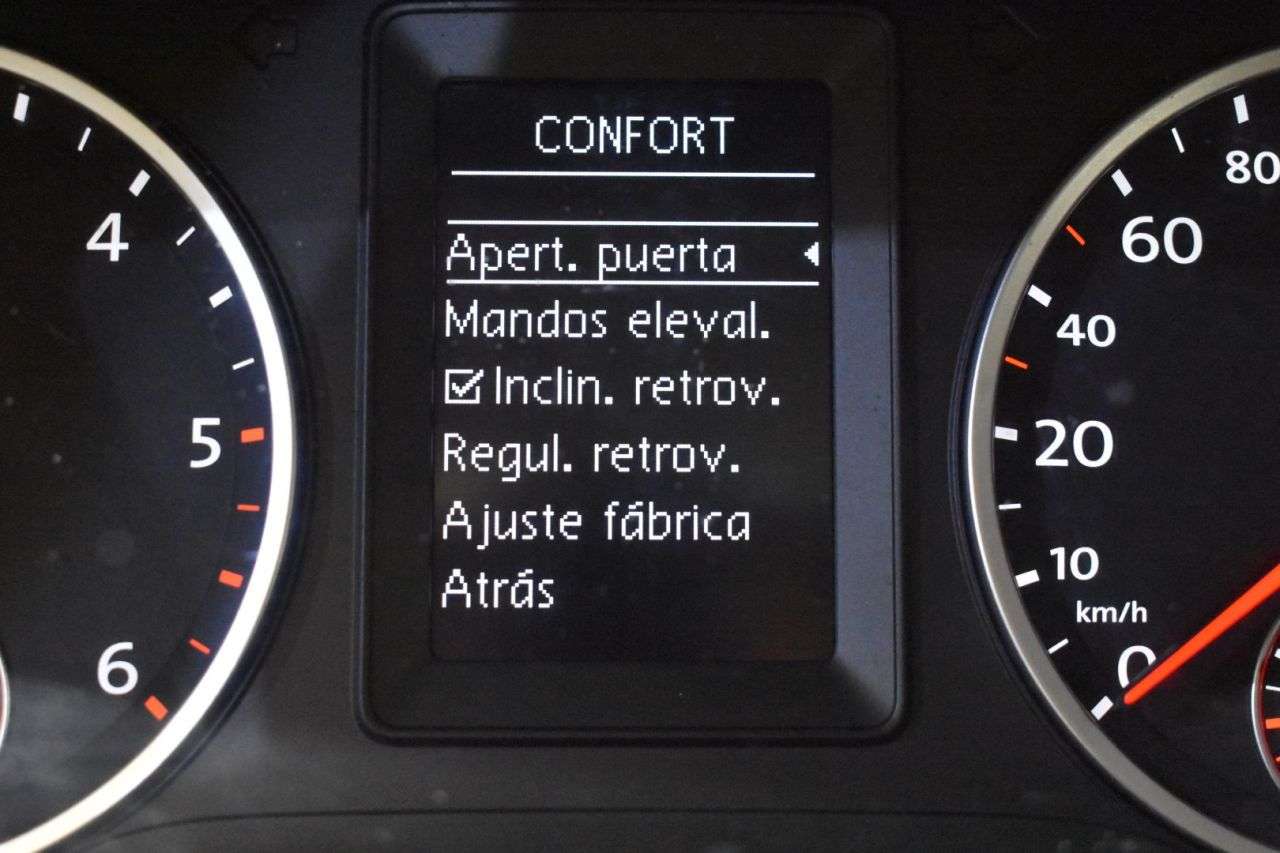 CONFORT
Apert. puerta
Mandos eleval.
Inclin. retrov.
Regul. retrov.
Ajuste fábrica
Atrás
4
5
6
80
60
40
20
10
km/h
0